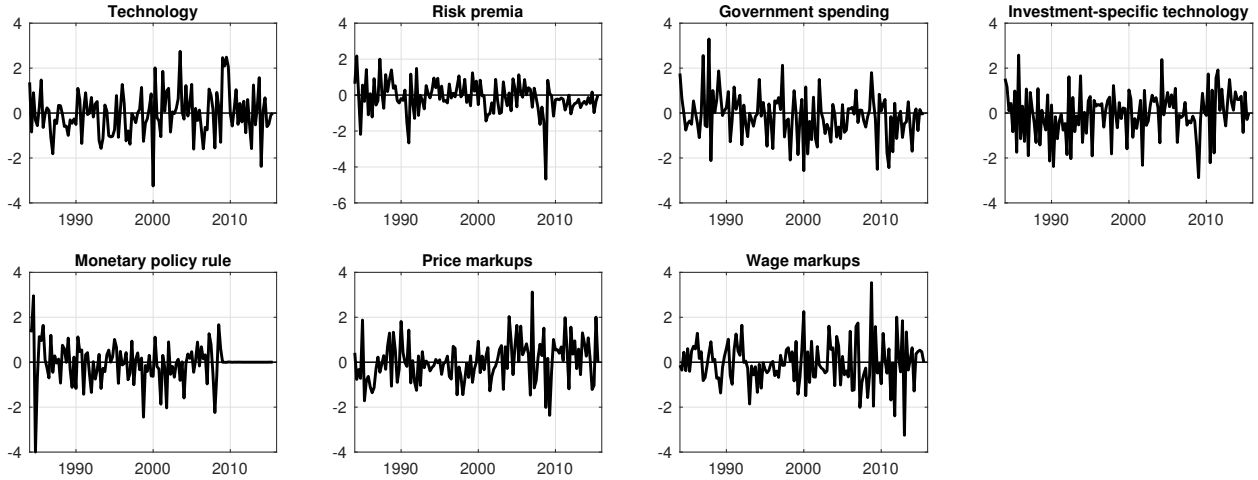 Technology
4
2
0
-2
-4
1990 2000 2010
Risk premia
4
2
0
-2
-4
-6
1990 2000 2010
Government spending
4
2
0
-2
-4
1990 2000 2010
Investment-specific technology
4
2
0
-2
-4
1990 2000 2010
Monetary policy rule
4
2
0
-2
-4
1990 2000 2010
Price markups
4
2
0
-2
-4
1990 2000 2010
Wage markups
4
2
0
-2
-4
1990 2000 2010